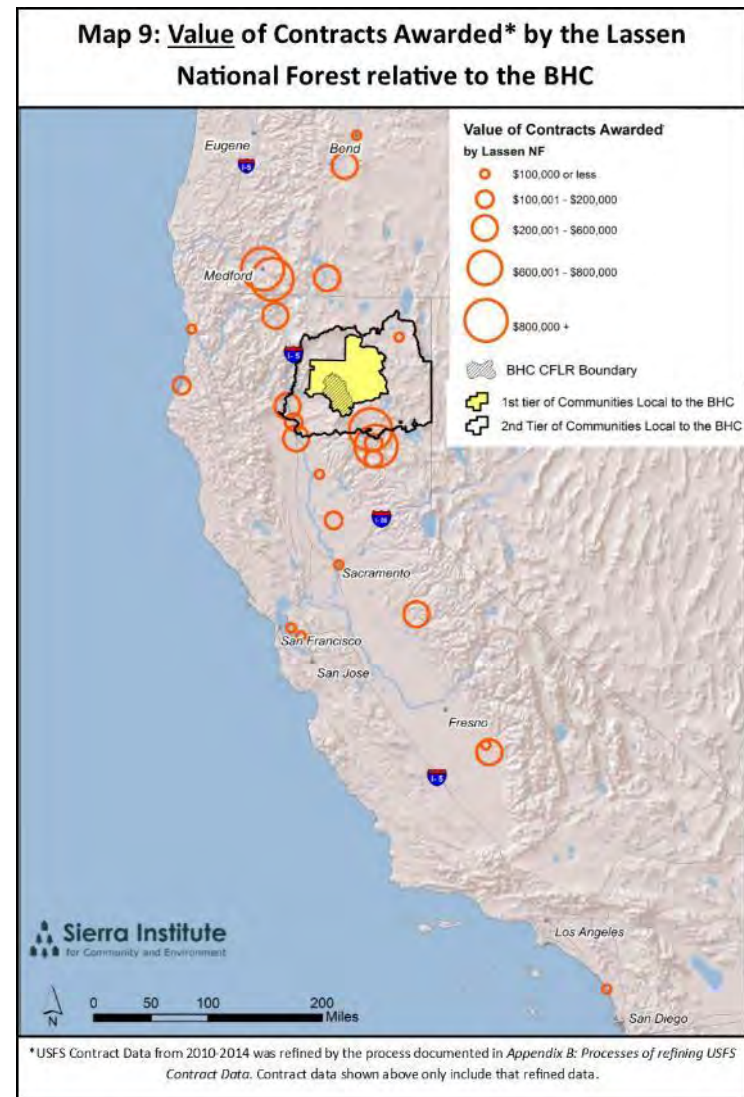 Map 9: Value of Contracts Awarded* by the Lassen
National Forest relative to the BHC
Eugene
Bend
I-5
Medford
I-5
Sacramento
San Francisco
San Jose
Fresno
I-5
Los Angeles
San Diego
Value of Contracts Awarded
by Lassen NF
$100,000 or less
$100,001 - $200,000
$200,001 - $600,000
$600,001 - $800,000
$800,000 +
BHC CFLR Boundary
1st tier of Communities Local to the BHC
2nd Tier of Communities Local to the BHC
Sierra Institute
for Community and Environment
N
0 50 100 200
Miles
*USFS Contract Data from 2010-2014 was refined by the process documented in Appendix B: Processes of refining USFS
Contract Data. Contract data shown above only include that refined data.